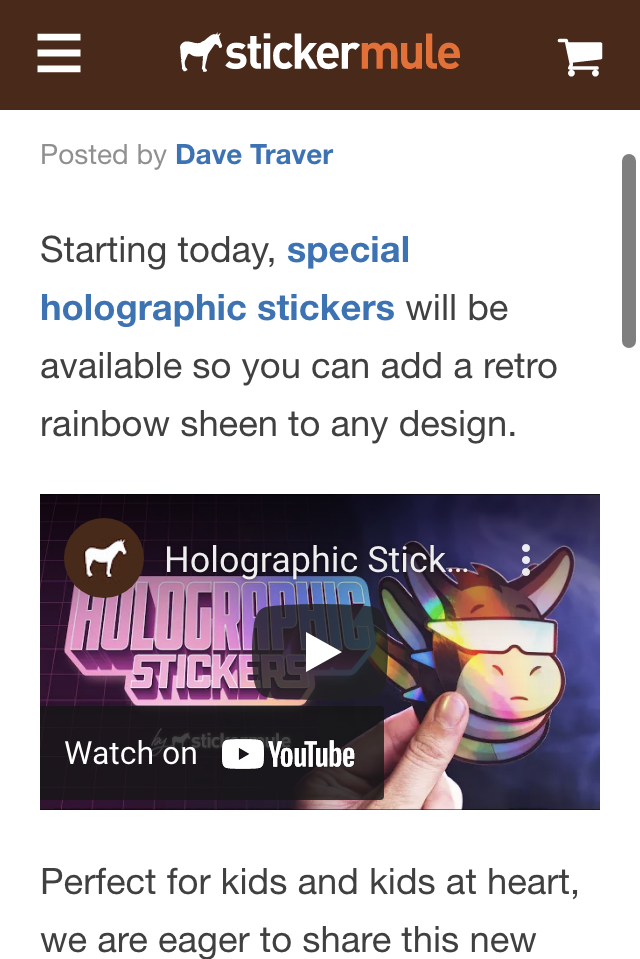 stickermule
Posted by Dave Traver
Starting today, special
holographic stickers will be
available so you can add a retro
rainbow sheen to any design.
Holographic Stick...
HOLOGRAPHIC
STICKERS
by stickermule
Watch on YouTube
Perfect for kids and kids at heart,
we are eager to share this new